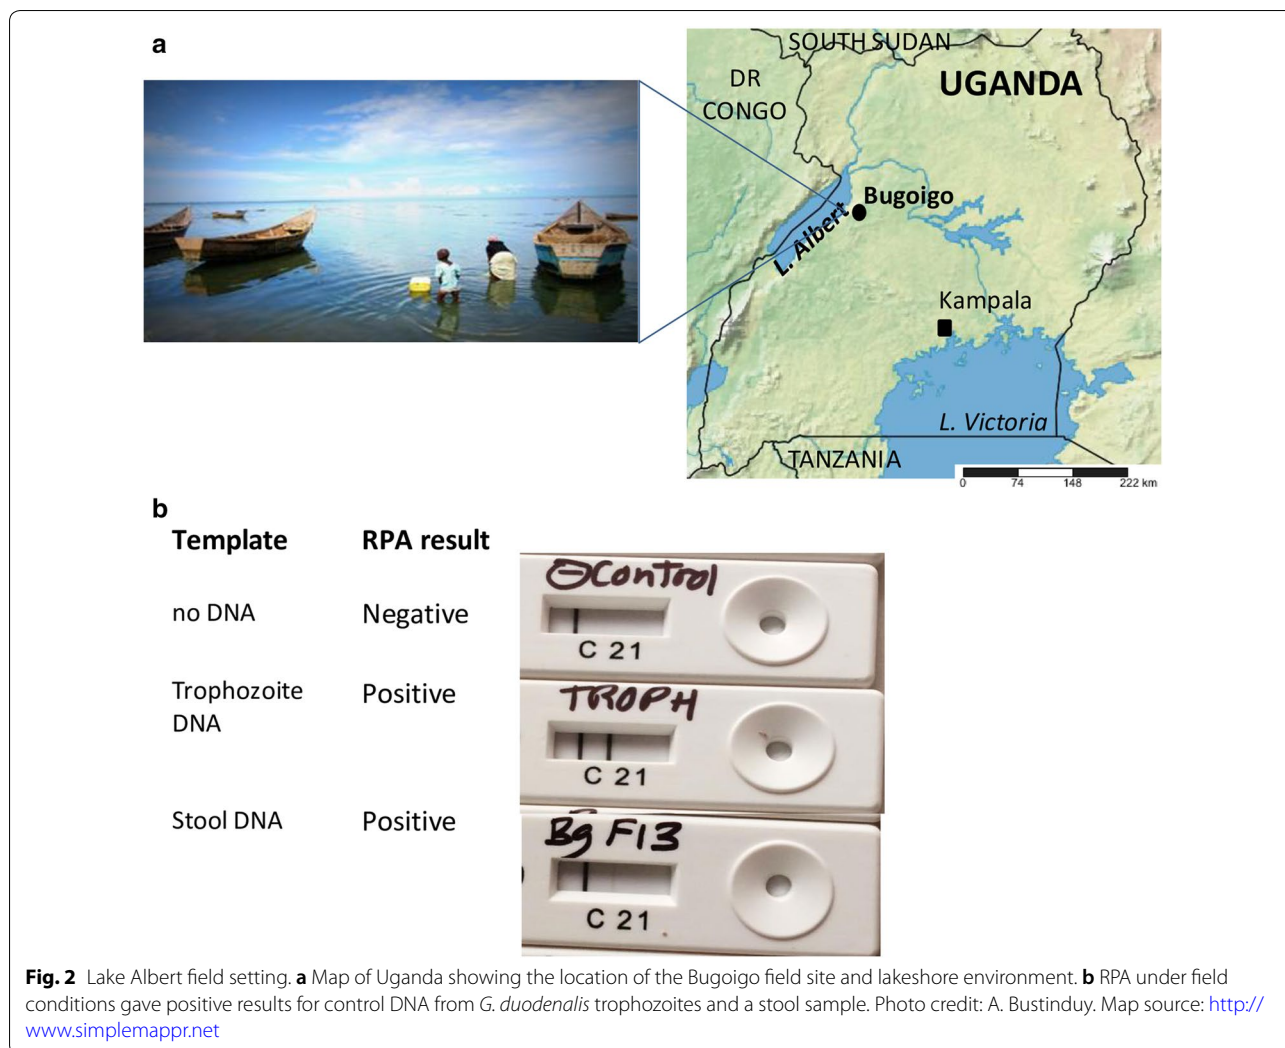 a
SOUTH SUDAN
DR
CONGO
UGANDA
Bugoigo
L. Albert
Kampala
L. Victoria
TANZANIA
0 74 148 222 km
b
Template RPA result
no DNA Negative
Trophozoite
DNA Positive
Stool DNA Positive
⊖Control
C 21
TROPH
C 21
Bg F13
C 21
Fig. 2 Lake Albert field setting. a Map of Uganda showing the location of the Bugoigo field site and lakeshore environment. b RPA under field
conditions gave positive results for control DNA from G. duodenalis trophozoites and a stool sample. Photo credit: A. Bustinduy. Map source: http://
www.simplemappr.net